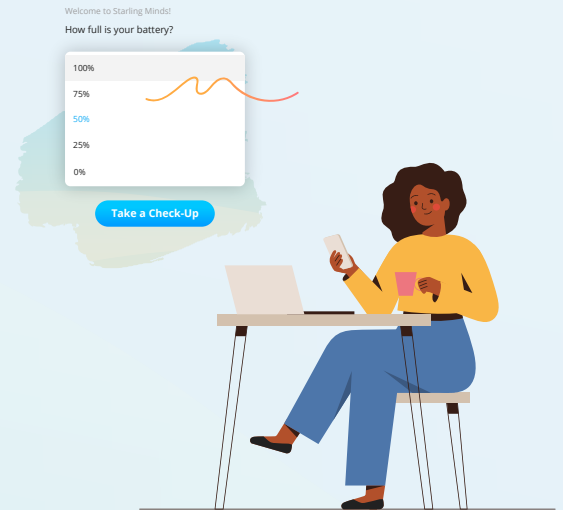 Welcome to Starling Minds!
How full is your battery?
100%
75%
50%
25%
0%
Take a Check-Up